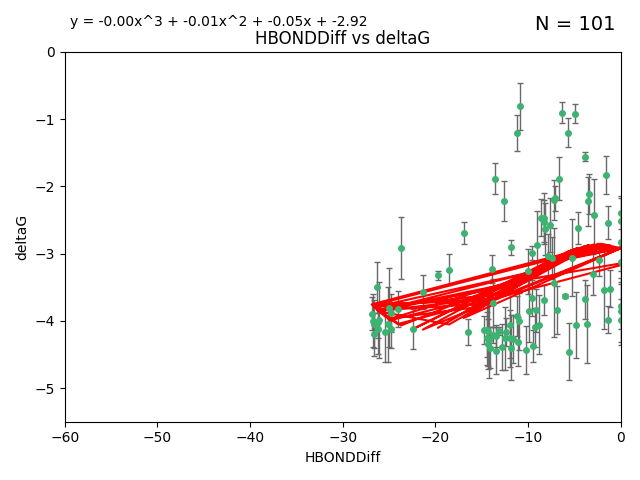 y = -0.00x^3 + -0.01x^2 + -0.05x + -2.92
N = 101
HBONDDiff vs deltaG
deltaG
0
−1
−2
−3
−4
−5
−60 −50 −40 −30 −20 −10 0
HBONDDiff